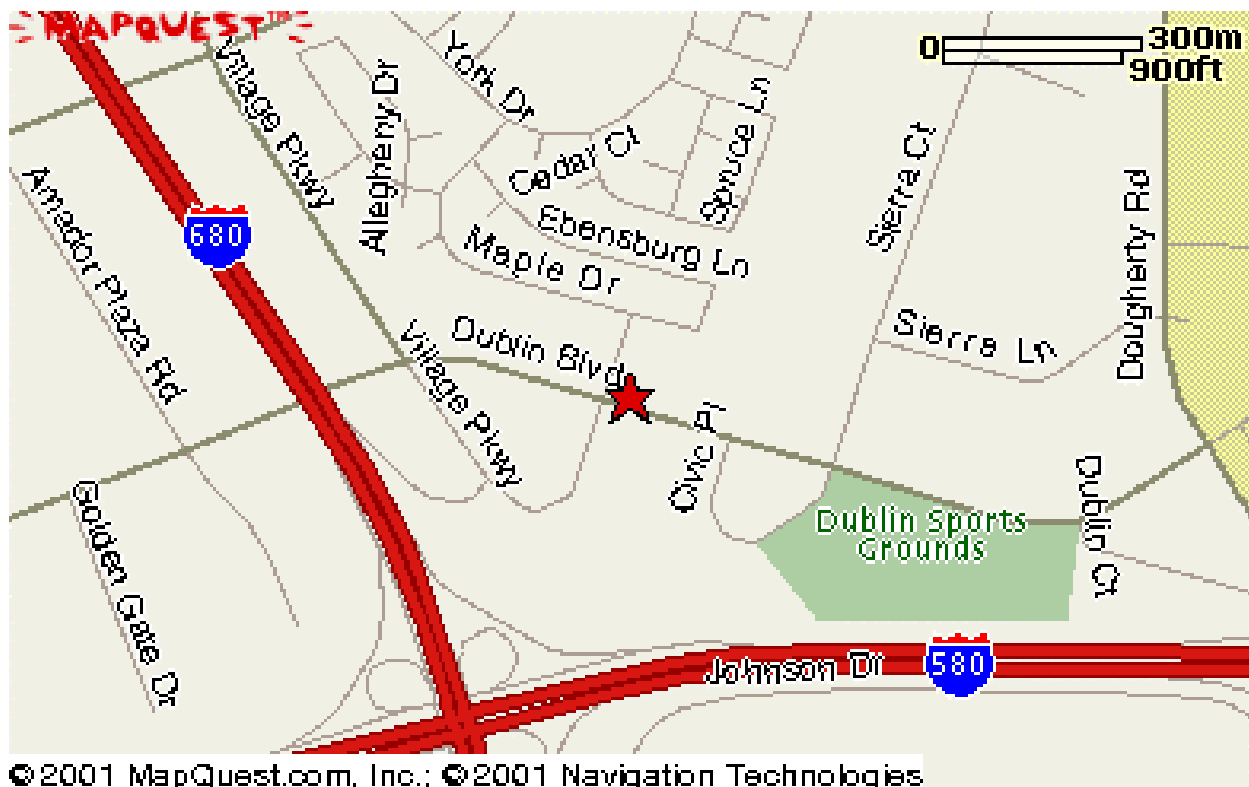 MAPQUEST™
0 300m
900ft
Village Pkwy
York Dr
Allegheny Dr
Cedar Ct
Spruce Ln
Sierra Ct
Dougherty Rd
Amador Plaza Rd
680
Ebensburg Ln
Maple Dr
Dublin Blvd
Sierra Ln
Village Pkwy
Civic Pl
Golden Gate Dr
Dublin Sports
Grounds
Dublin Ct
Johnson Dr
580
©2001 MapQuest.com, Inc.; ©2001 Navigation Technologies